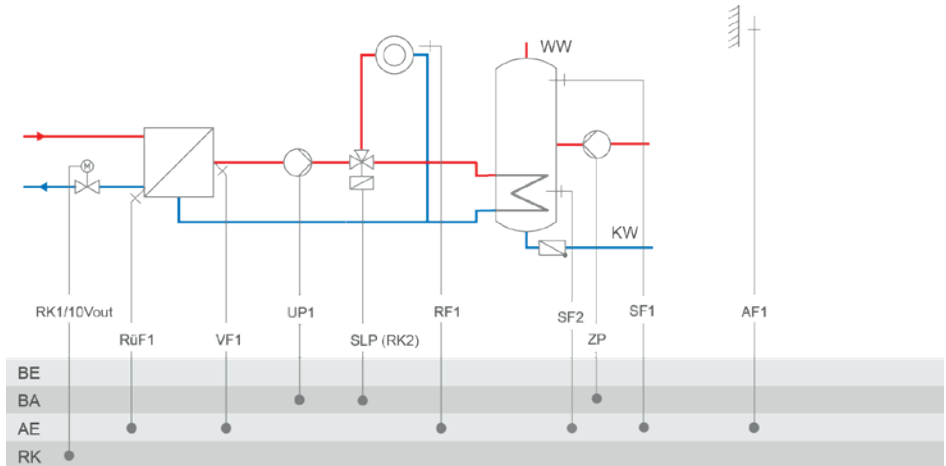 WW
M
KW
RK1/10Vout
UP1
RF1
SF2
SF1
AF1
RüF1
VF1
SLP (RK2)
ZP
BE
BA
AE
RK